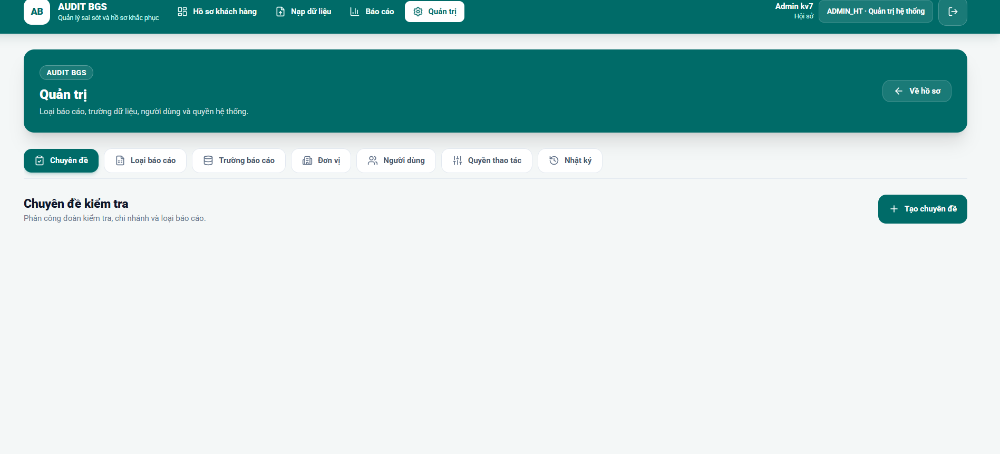 AB
AUDIT BGS
Quản lý sai sót và hồ sơ khắc phục
Hồ sơ khách hàng
Nạp dữ liệu
Báo cáo
Quản trị
Admin kv7
Hội sở
ADMIN_HT · Quản trị hệ thống
AUDIT BGS
Quản trị
Loại báo cáo, trường dữ liệu, người dùng và quyền hệ thống.
Về hồ sơ
Chuyên đề
Loại báo cáo
Trường báo cáo
Đơn vị
Người dùng
Quyền thao tác
Nhật ký
Chuyên đề kiểm tra
Phân công đoàn kiểm tra, chi nhánh và loại báo cáo.
Tạo chuyên đề